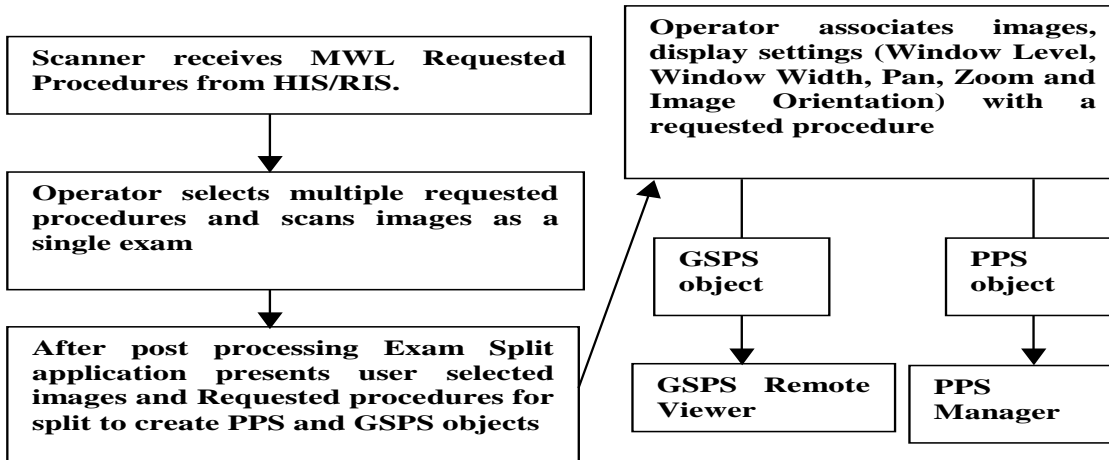 Scanner receives MWL Requested
Procedures from HIS/RIS.
Operator selects multiple requested
procedures and scans images as a
single exam
After post processing Exam Split
application presents user selected
images and Requested procedures for
split to create PPS and GSPS objects
Operator associates images,
display settings (Window Level,
Window Width, Pan, Zoom and
Image Orientation) with a
requested procedure
GSPS
object
PPS
object
GSPS Remote
Viewer
PPS
Manager